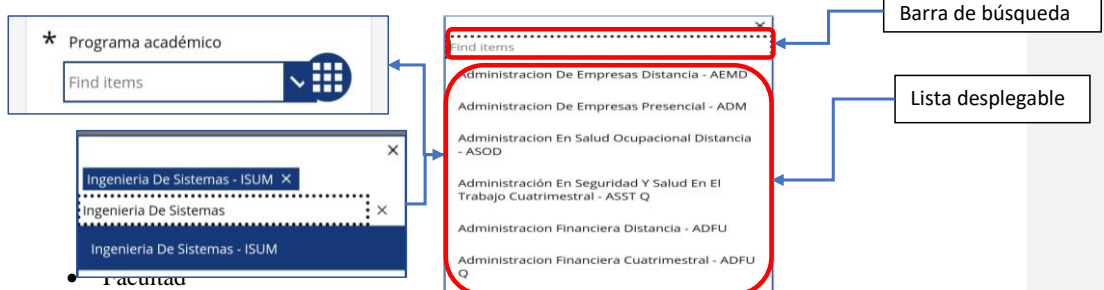 * Programa académico
Find items
×
Ingenieria De Sistemas - ISUM ×
Ingenieria De Sistemas ×
Ingenieria De Sistemas - ISUM
• Facultad
×
Find items
Administracion De Empresas Distancia - AEMD
Administracion De Empresas Presencial - ADM
Administracion En Salud Ocupacional Distancia
- ASOD
Administración En Seguridad Y Salud En El
Trabajo Cuatrimestral - ASST Q
Administracion Financiera Distancia - ADFU
Administracion Financiera Cuatrimestral - ADFU
Q
Barra de búsqueda
Lista desplegable